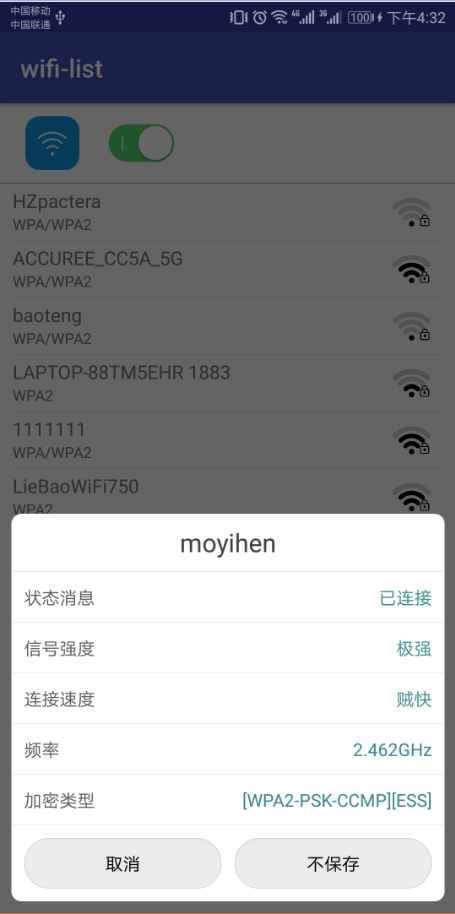 中国移动
中国联通
4G 3G 100 下午4:32
wifi-list
HZpactera
WPA/WPA2
ACCUREE_CC5A_5G
WPA/WPA2
baoteng
WPA/WPA2
LAPTOP-88TM5EHR 1883
WPA2
1111111
WPA/WPA2
LieBaoWiFi750
WPA2
moyihen
状态消息 已连接
信号强度 极强
连接速度 贼快
频率 2.462GHz
加密类型 [WPA2-PSK-CCMP][ESS]
取消 不保存